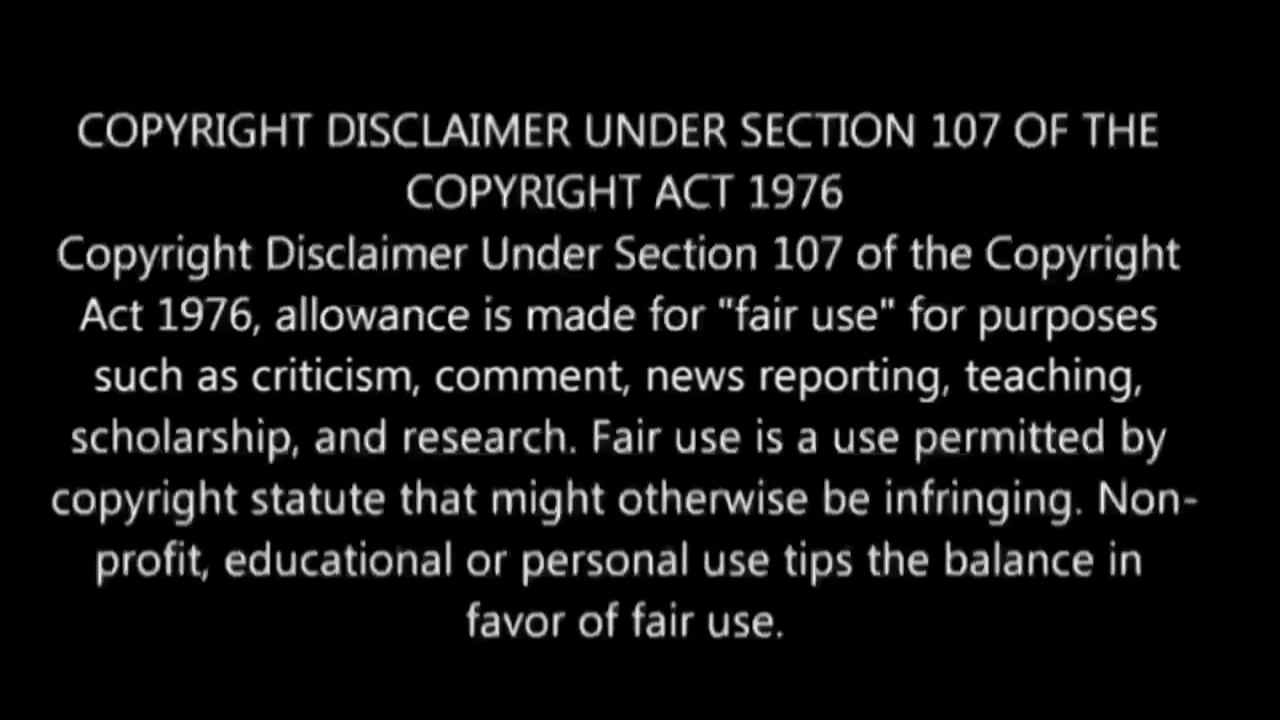 COPYRIGHT DISCLAIMER UNDER SECTION 107 OF THE
COPYRIGHT ACT 1976
Copyright Disclaimer Under Section 107 of the Copyright
Act 1976, allowance is made for "fair use" for purposes
such as criticism, comment, news reporting, teaching,
scholarship, and research. Fair use is a use permitted by
copyright statute that might otherwise be infringing. Non-
profit, educational or personal use tips the balance in
favor of fair use.